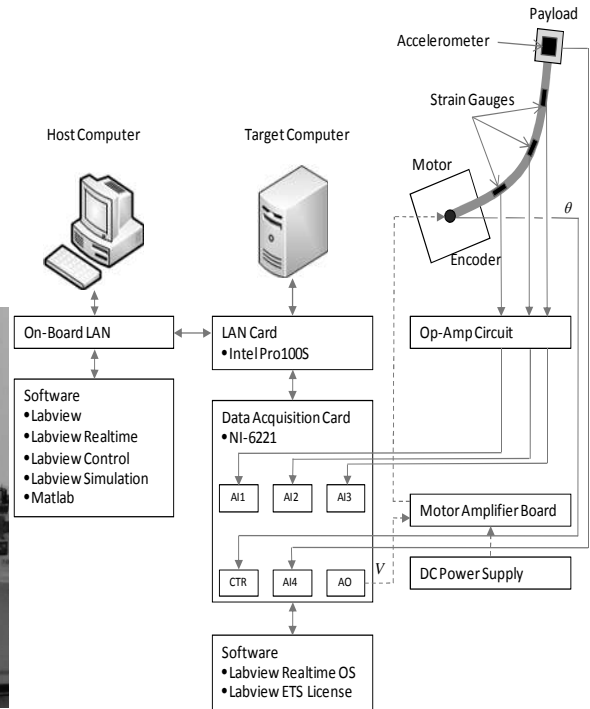 Payload
Accelerometer
Strain Gauges
Host Computer
Target Computer
Motor
θ
Encoder
On-Board LAN
LAN Card
•Intel Pro100S
Op-Amp Circuit
Software
•Labview
•Labview Realtime
•Labview Control
•Labview Simulation
•Matlab
Data Acquisition Card
•NI-6221
AI1
AI2
AI3
Motor Amplifier Board
CTR
AI4
AO
V
DC Power Supply
Software
•Labview Realtime OS
•Labview ETS License